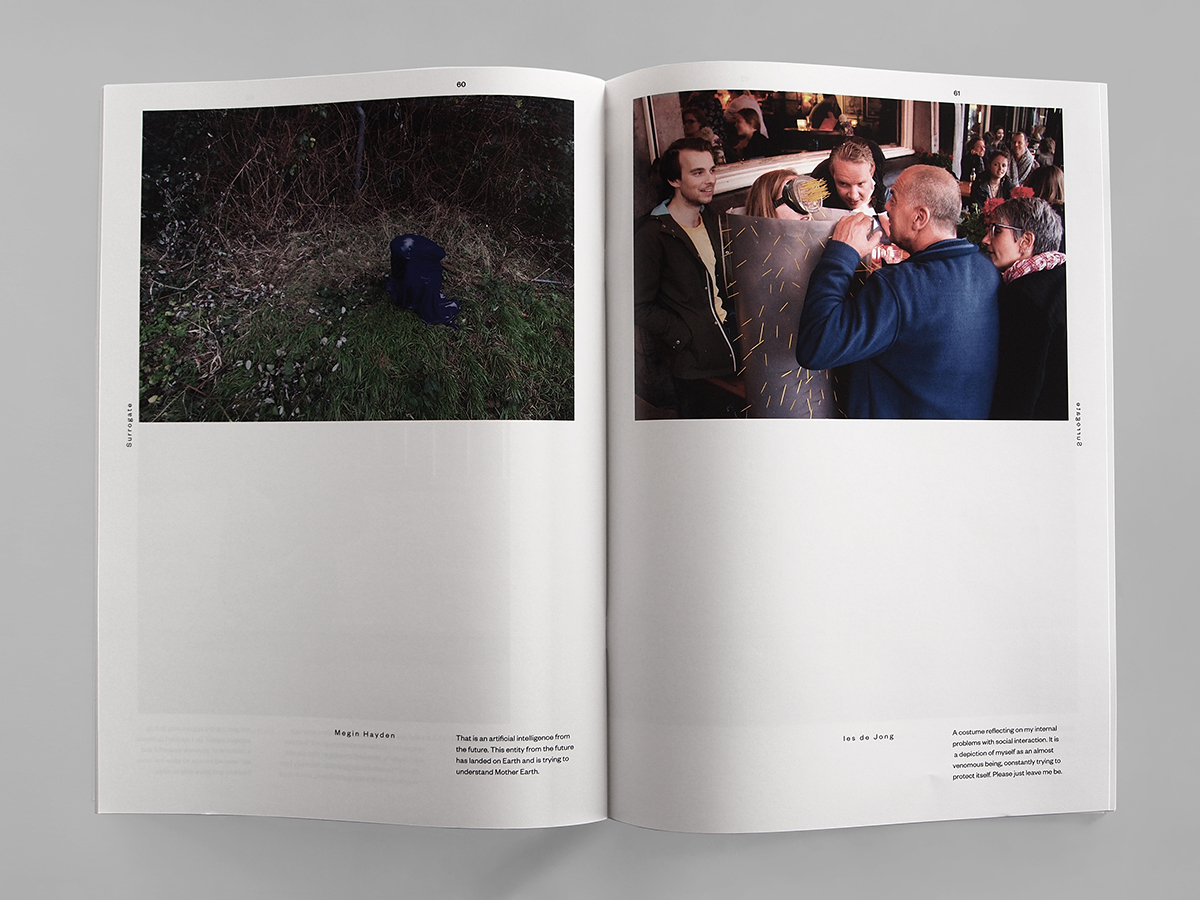 60
Surrogate
Megin Hayden
That is an artificial intelligence from
the future. This entity from the future
has landed on Earth and is trying to
understand Mother Earth.
61
Surrogate
Ies de Jong
A costume reflecting on my internal
problems with social interaction. It is
a depiction of myself as an almost
venomous being, constantly trying to
protect itself. Please just leave me be.